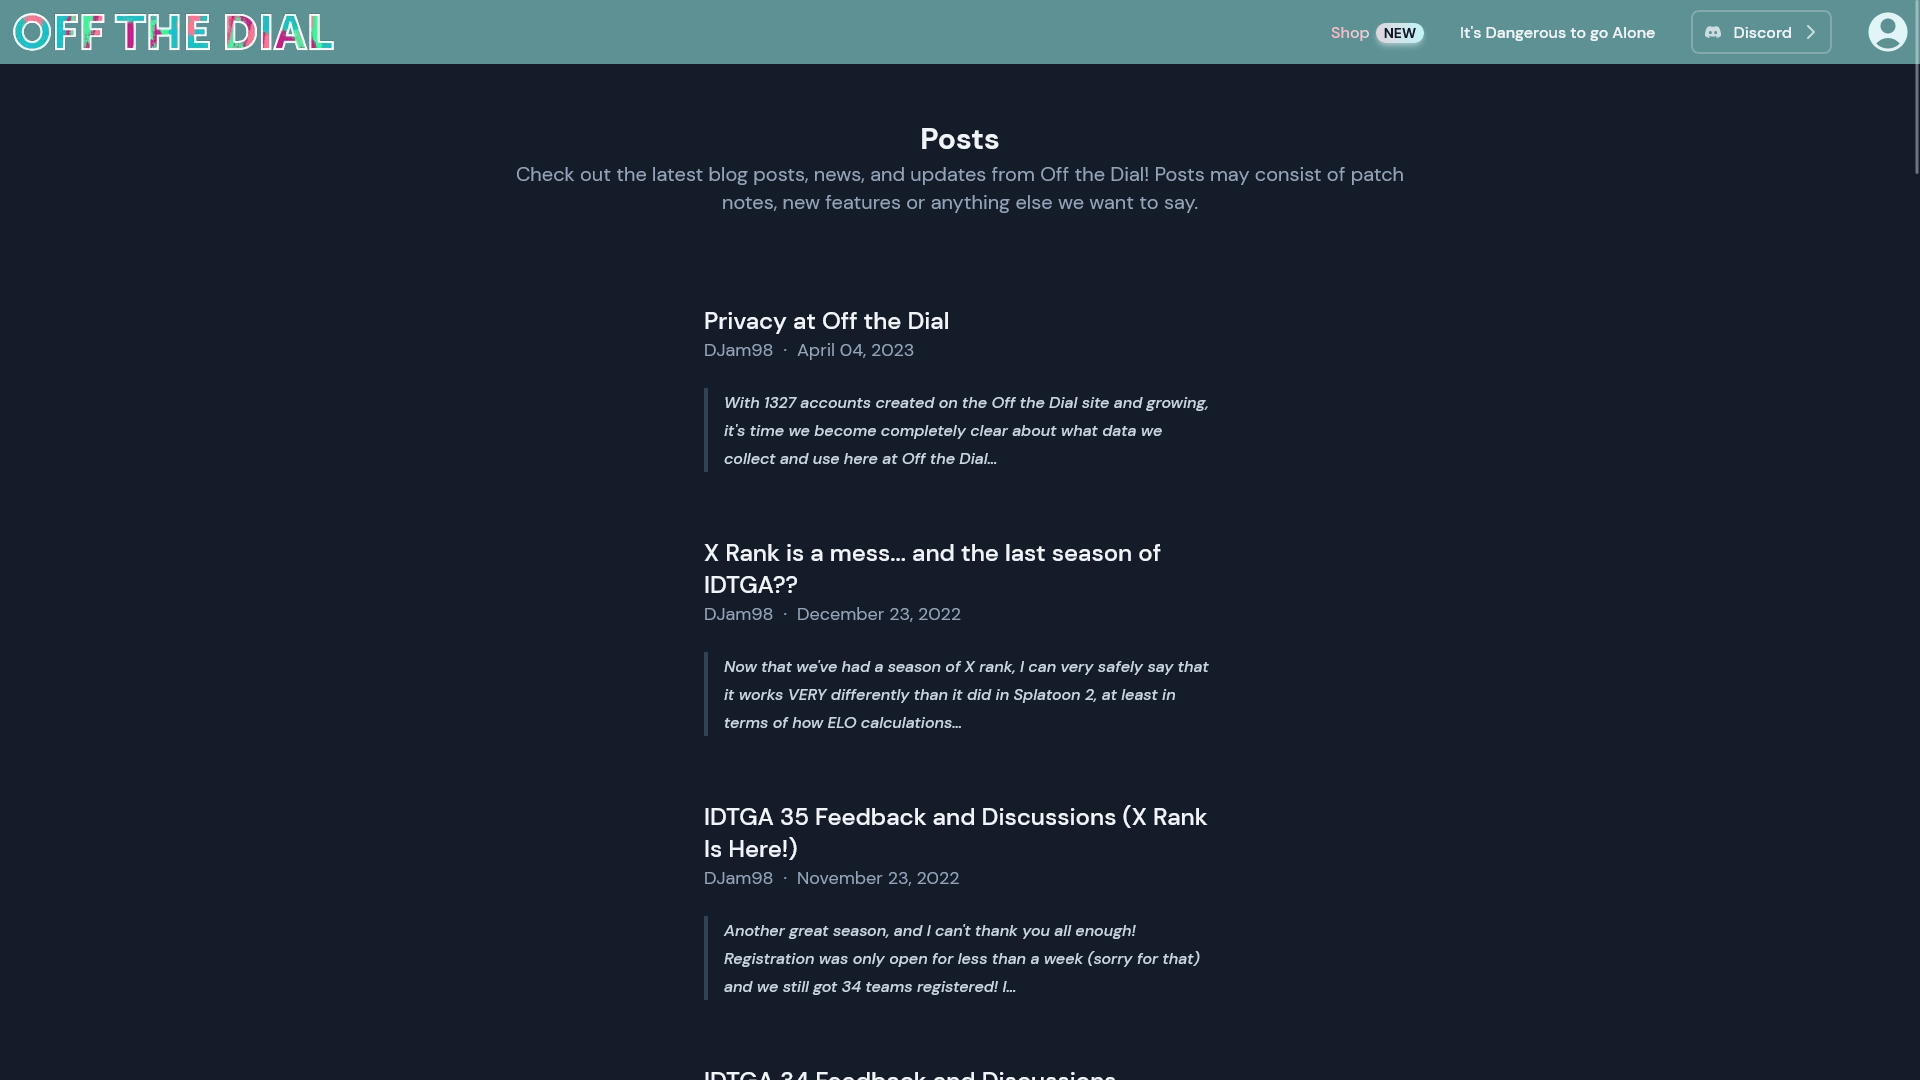 OFF THE DIAL
Shop NEW
It's Dangerous to go Alone
Discord
Posts
Check out the latest blog posts, news, and updates from Off the Dial! Posts may consist of patch
notes, new features or anything else we want to say.
Privacy at Off the Dial
DJam98 · April 04, 2023
With 1327 accounts created on the Off the Dial site and growing,
it's time we become completely clear about what data we
collect and use here at Off the Dial...
X Rank is a mess... and the last season of
IDTGA??
DJam98 · December 23, 2022
Now that we've had a season of X rank, I can very safely say that
it works VERY differently than it did in Splatoon 2, at least in
terms of how ELO calculations...
IDTGA 35 Feedback and Discussions (X Rank
Is Here!)
DJam98 · November 23, 2022
Another great season, and I can't thank you all enough!
Registration was only open for less than a week (sorry for that)
and we still got 34 teams registered! I...
IDTGA 34 Feedback and Discussions